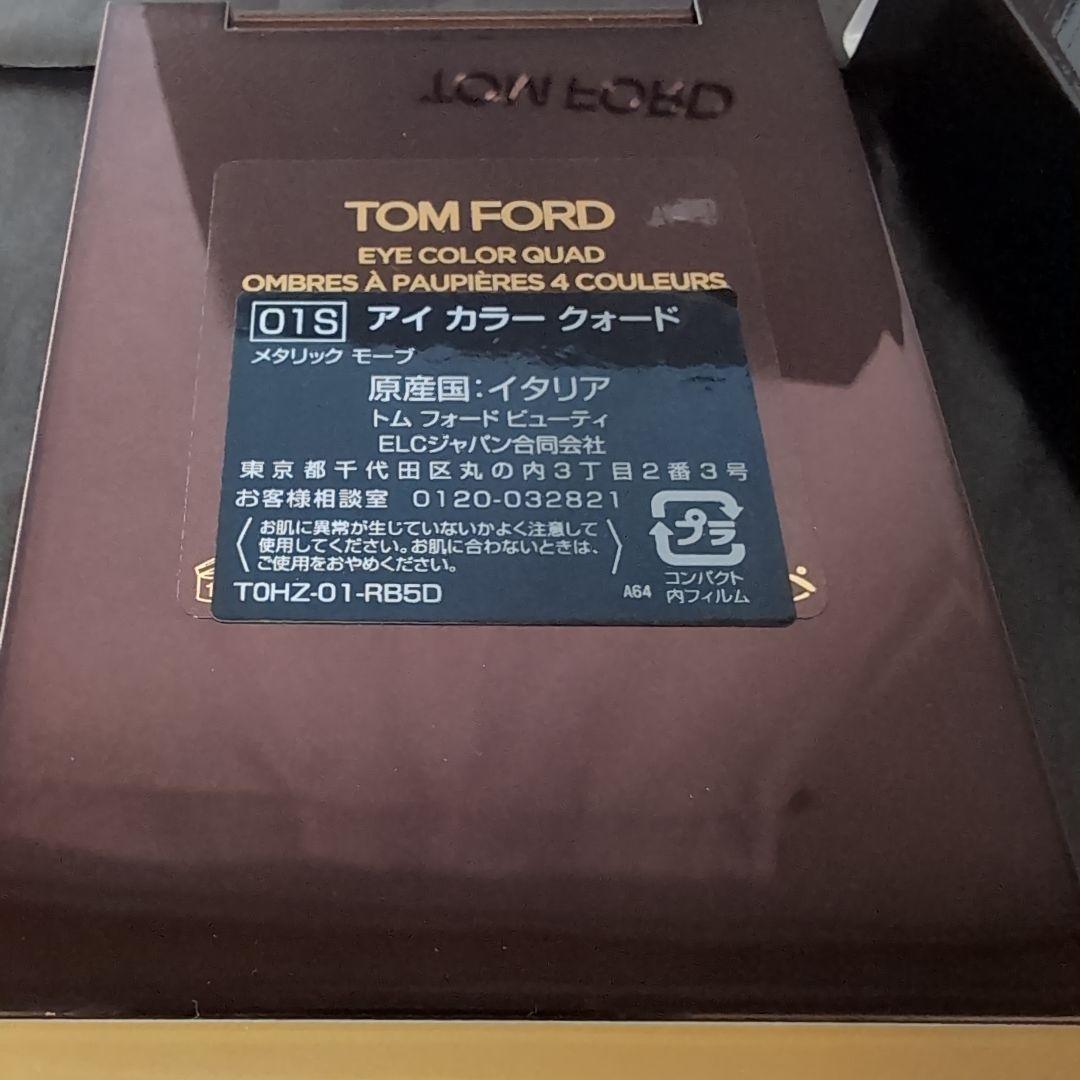 TOM FORD
TOM FORD
EYE COLOR QUAD
OMBRES À PAUPIÈRES 4 COULEURS
01S アイ カラー クォード
メタリック モーブ
原産国:イタリア
トム フォード ビューティ
ELCジャパン合同会社
東京都千代田区丸の内3丁目2番3号
お客様相談室 0120-032821
お肌に異常が生じていないかよく注意して
使用してください。お肌に合わないときは、
ご使用をおやめください。
プラ
コンパクト
内フィルム
T0HZ-01-RB5D
A64